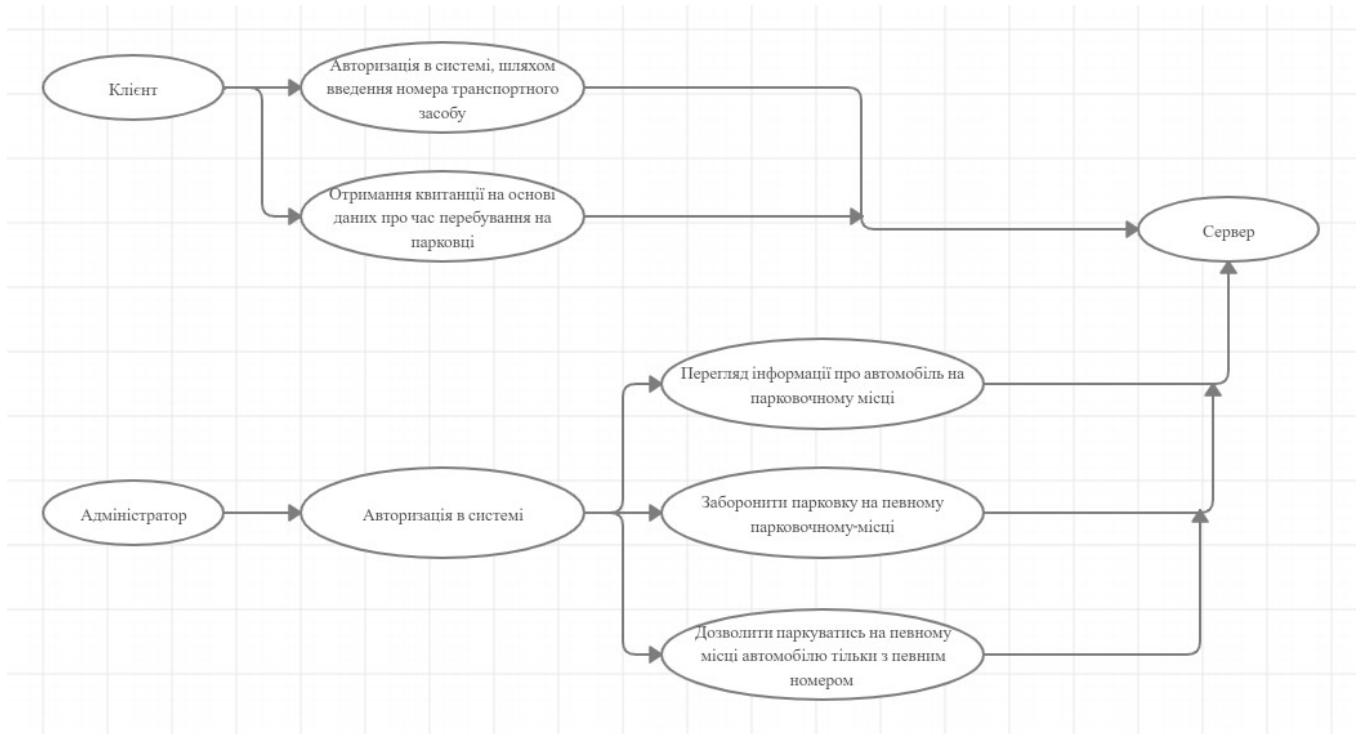 Клієнт
Авторизація в системі, шляхом
введення номера транспортного
засобу
Отримання квитанції на основі
даних про час перебування на
парковці
Сервер
Перегляд інформації про автомобіль на
парковочному місці
Адміністратор
Авторизація в системі
Заборонити парковку на певному
парковочному-місці
Дозволити паркуватись на певному
місці автомобілю тільки з певним
номером